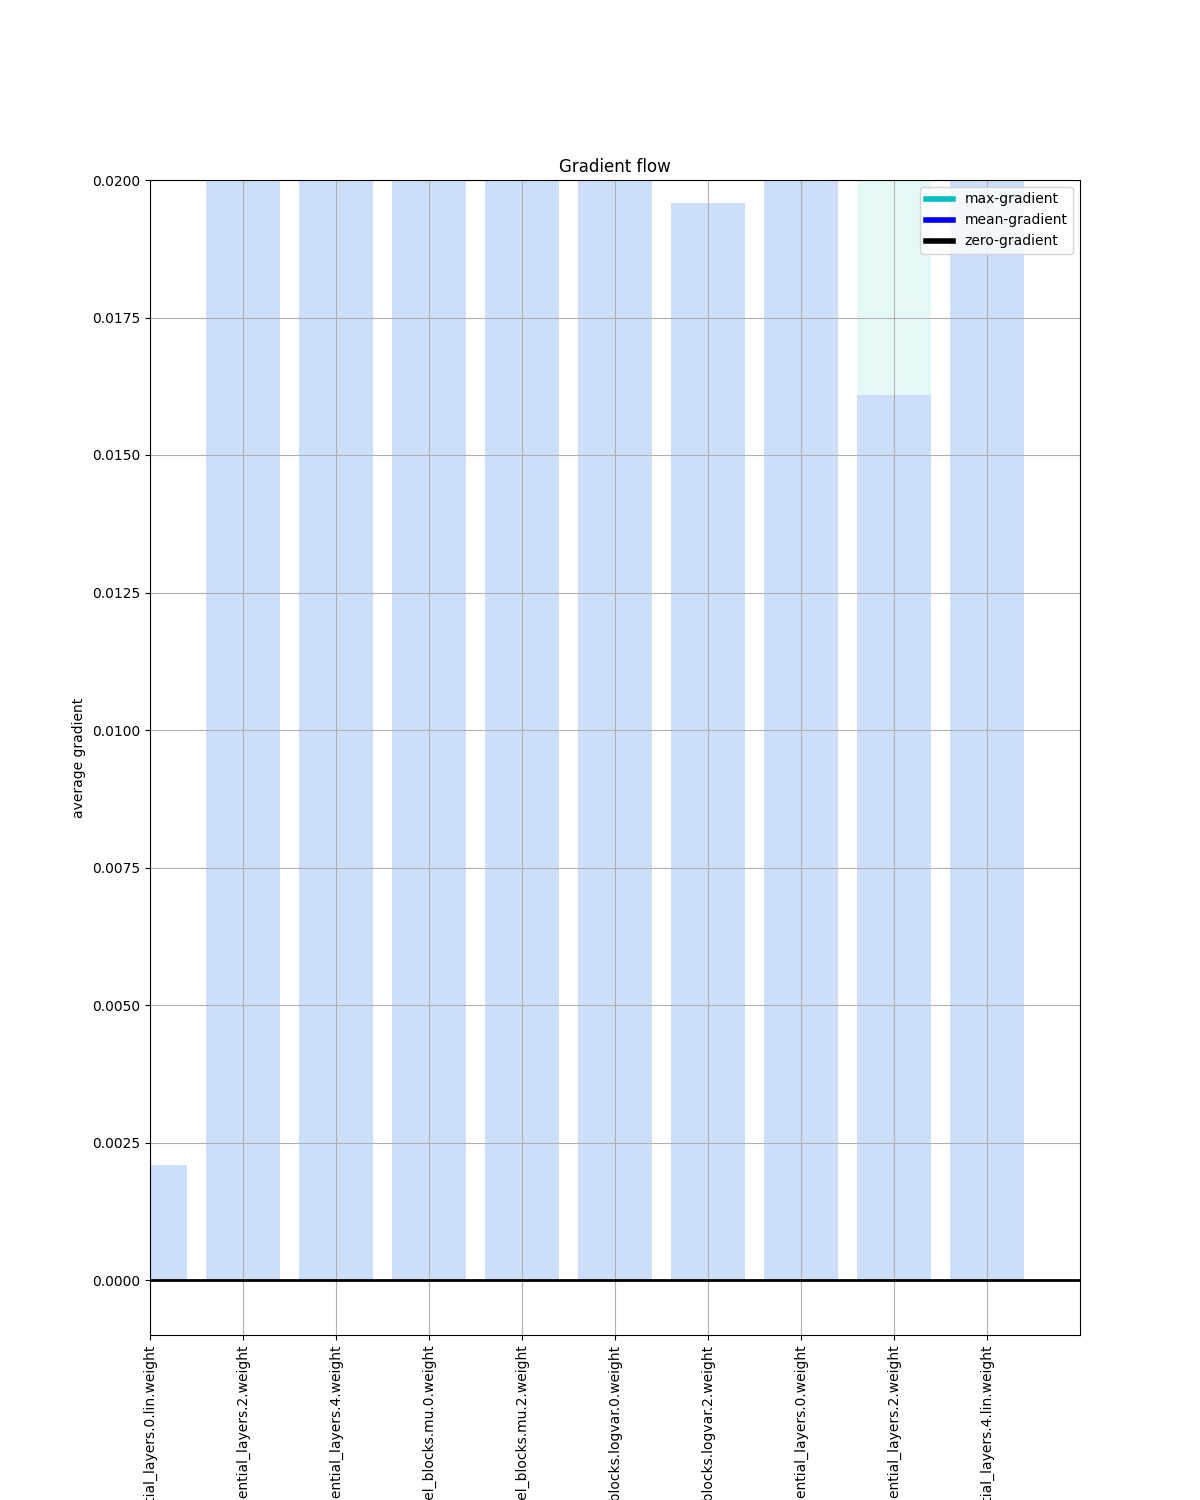 Gradient flow
max-gradient
mean-gradient
zero-gradient
average gradient
0.0200
0.0175
0.0150
0.0125
0.0100
0.0075
0.0050
0.0025
0.0000
tial_layers.0.lin.weight
ential_layers.2.weight
ential_layers.4.weight
el_blocks.mu.0.weight
el_blocks.mu.2.weight
blocks.logvar.0.weight
blocks.logvar.2.weight
ential_layers.0.weight
ential_layers.2.weight
tial_layers.4.lin.weight